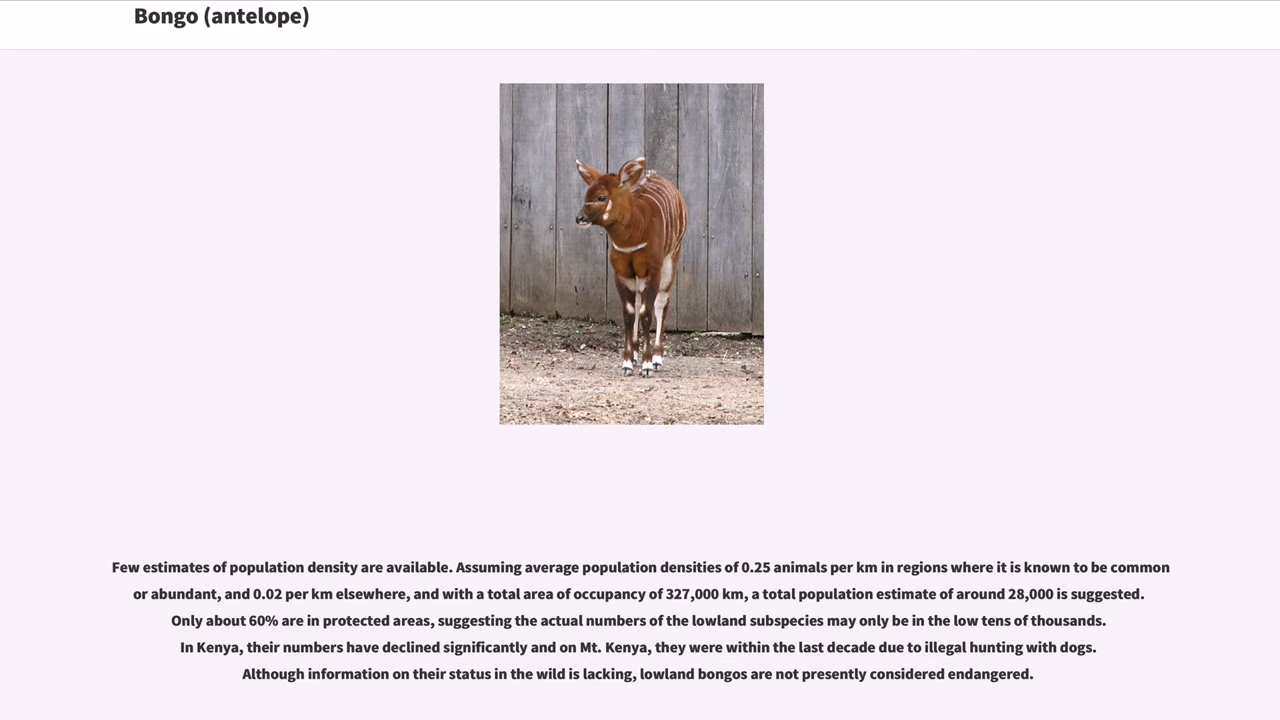 Bongo (antelope)
Few estimates of population density are available. Assuming average population densities of 0.25 animals per km in regions where it is known to be common
or abundant, and 0.02 per km elsewhere, and with a total area of occupancy of 327,000 km, a total population estimate of around 28,000 is suggested.
Only about 60% are in protected areas, suggesting the actual numbers of the lowland subspecies may only be in the low tens of thousands.
In Kenya, their numbers have declined significantly and on Mt. Kenya, they were within the last decade due to illegal hunting with dogs.
Although information on their status in the wild is lacking, lowland bongos are not presently considered endangered.